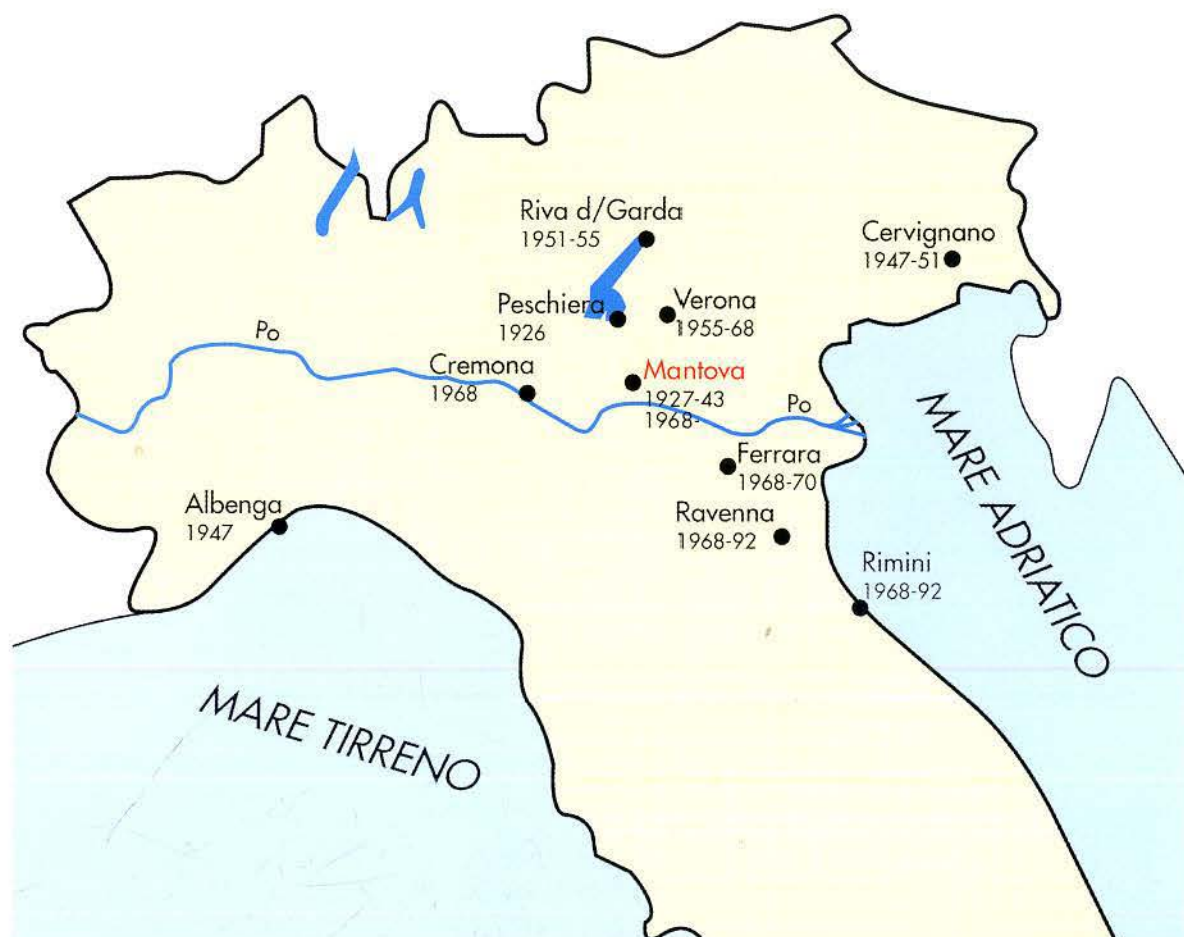 Riva d/Garda
1951-55
Cervignano
1947-51
Peschiera
1926
Verona
1955-68
Po
Cremona
1968
Mantova
1927-43
1968-
Po
Ferrara
1968-70
Albenga
1947
Ravenna
1968-92
Rimini
1968-92
MARE ADRIATICO
MARE TIRRENO